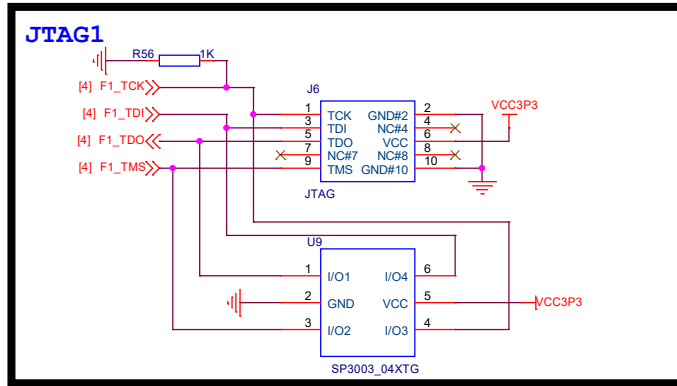 JTAG1
R56 1K
[4] F1_TCK
[4] F1_TDI
[4] F1_TDO
[4] F1_TMS
J6
1 TCK GND#2 2
3 TDI NC#4 4
5 TDO VCC 6
7 NC#7 NC#8 8
9 TMS GND#10 10
JTAG
VCC3P3
U9
1 I/O1 I/O4 6
2 GND VCC 5
3 I/O2 I/O3 4
VCC3P3
SP3003_04XTG